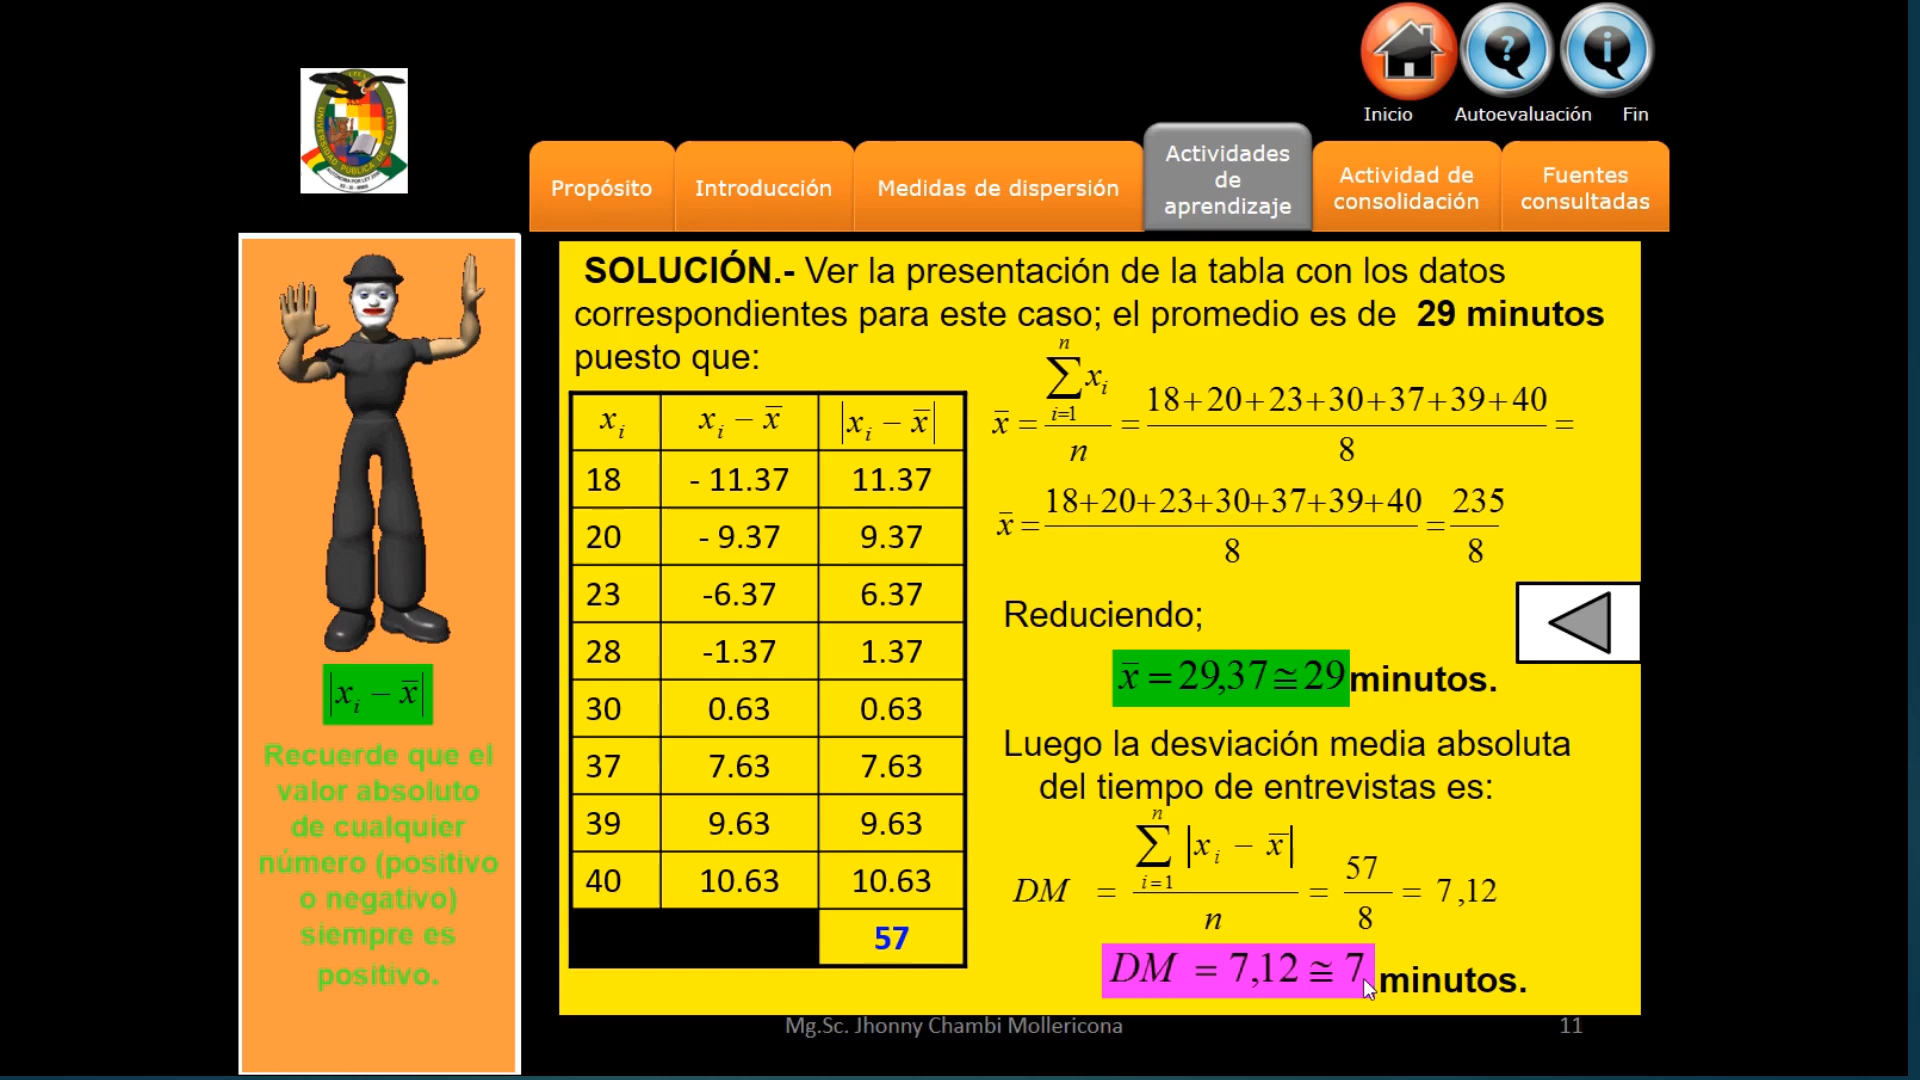 Inicio Autoevaluación Fin
UNIVERSIDAD PÚBLICA DE EL ALTO
Propósito
Introducción
Medidas de dispersión
Actividades
de
aprendizaje
Actividad de
consolidación
Fuentes
consultadas
SOLUCIÓN.- Ver la presentación de la tabla con los datos
correspondientes para este caso; el promedio es de 29 minutos
puesto que:
x_i x_i − x̄ |x_i − x̄|
18 - 11.37 11.37
20 - 9.37 9.37
23 -6.37 6.37
28 -1.37 1.37
30 0.63 0.63
37 7.63 7.63
39 9.63 9.63
40 10.63 10.63
57
x̄ = ∑_{i=1}^{n} x_i / n = 18+20+23+30+37+39+40 / 8 =
x̄ = 18+20+23+30+37+39+40 / 8 = 235 / 8
Reduciendo;
x̄ = 29,37 ≅ 29 minutos.
Luego la desviación media absoluta
del tiempo de entrevistas es:
DM = ∑_{i=1}^{n} |x_i − x̄| / n = 57 / 8 = 7,12
DM = 7,12 ≅ 7 minutos.
|x_i − x̄|
Recuerde que el
valor absoluto
de cualquier
número (positivo
o negativo)
siempre es
positivo.
Mg.Sc. Jhonny Chambi Mollericona
11